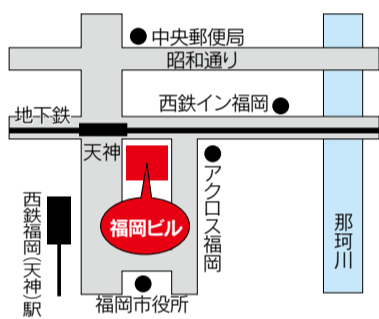 中央郵便局
昭和通り
西鉄イン福岡
地下鉄
天神
アクロス福岡
西鉄福岡(天神)駅
福岡ビル
那珂川
福岡市役所